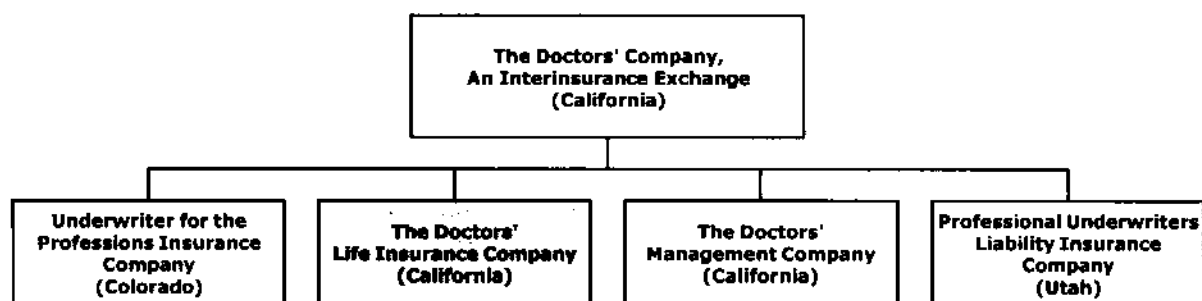 The Doctors' Company,
An Interinsurance Exchange
(California)
Underwriter for the
Professions Insurance
Company
(Colorado)
The Doctors'
Life Insurance Company
(California)
The Doctors'
Management Company
(California)
Professional Underwriters
Liability Insurance
Company
(Utah)